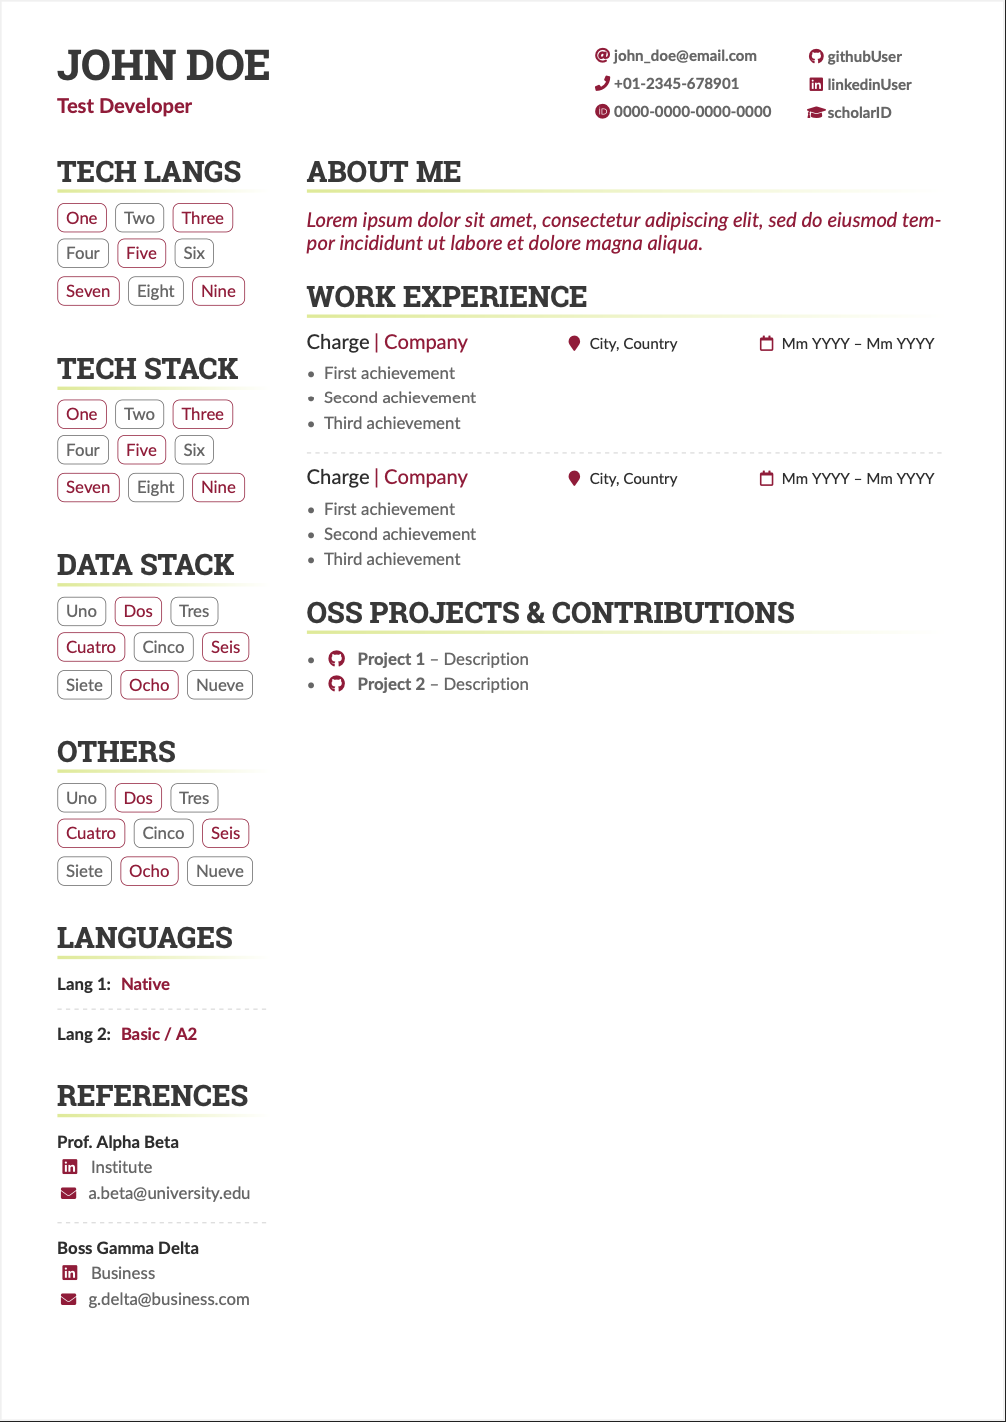 JOHN DOE
Test Developer
john_doe@email.com
+01-2345-678901
0000-0000-0000-0000
githubUser
linkedinUser
scholarID
TECH LANGS
One Two Three
Four Five Six
Seven Eight Nine
TECH STACK
One Two Three
Four Five Six
Seven Eight Nine
DATA STACK
Uno Dos Tres
Cuatro Cinco Seis
Siete Ocho Nueve
OTHERS
Uno Dos Tres
Cuatro Cinco Seis
Siete Ocho Nueve
LANGUAGES
Lang 1: Native
Lang 2: Basic / A2
REFERENCES
Prof. Alpha Beta
Institute
a.beta@university.edu
Boss Gamma Delta
Business
g.delta@business.com
ABOUT ME
Lorem ipsum dolor sit amet, consectetur adipiscing elit, sed do eiusmod tem-
por incididunt ut labore et dolore magna aliqua.
WORK EXPERIENCE
Charge | Company City, Country Mm YYYY – Mm YYYY
• First achievement
• Second achievement
• Third achievement
Charge | Company City, Country Mm YYYY – Mm YYYY
• First achievement
• Second achievement
• Third achievement
OSS PROJECTS & CONTRIBUTIONS
• Project 1 – Description
• Project 2 – Description